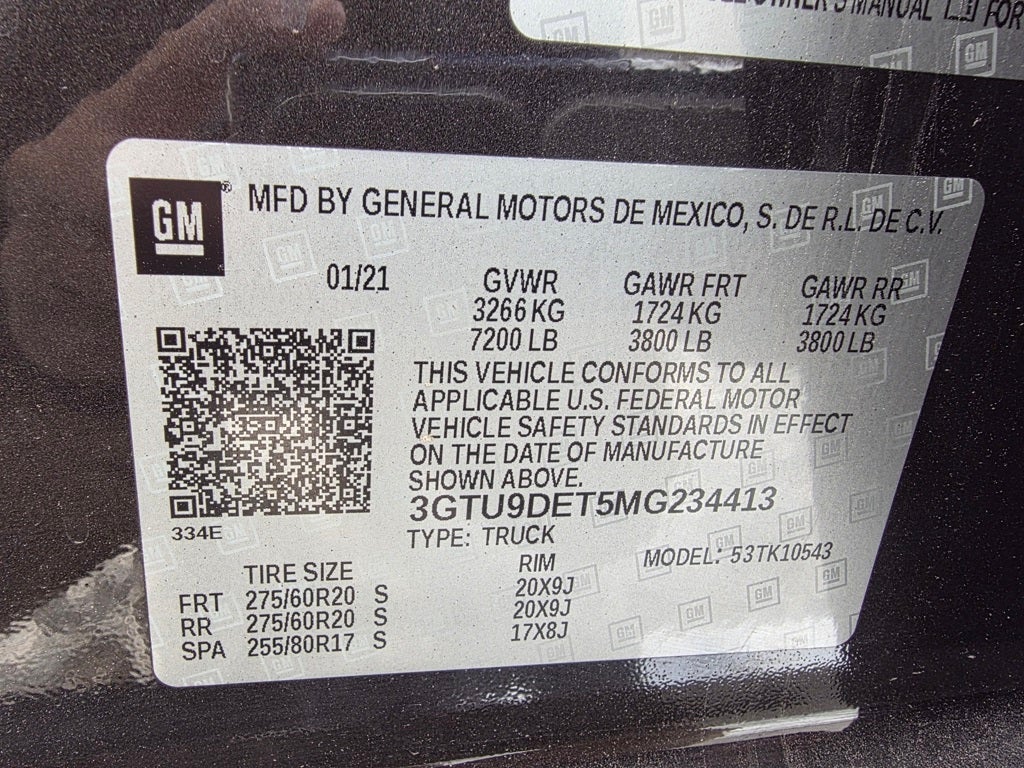 OWNER'S MANUAL
FOR
GM
MFD BY GENERAL MOTORS DE MEXICO, S. DE R.L. DE C.V.
01/21 GVWR GAWR FRT GAWR RR
3266 KG 1724 KG 1724 KG
7200 LB 3800 LB 3800 LB
THIS VEHICLE CONFORMS TO ALL
APPLICABLE U.S. FEDERAL MOTOR
VEHICLE SAFETY STANDARDS IN EFFECT
ON THE DATE OF MANUFACTURE
SHOWN ABOVE.
3GTU9DET5MG234413
334E
TYPE: TRUCK
MODEL: 53TK10543
TIRE SIZE RIM
FRT 275/60R20 S 20X9J
RR 275/60R20 S 20X9J
SPA 255/80R17 S 17X8J